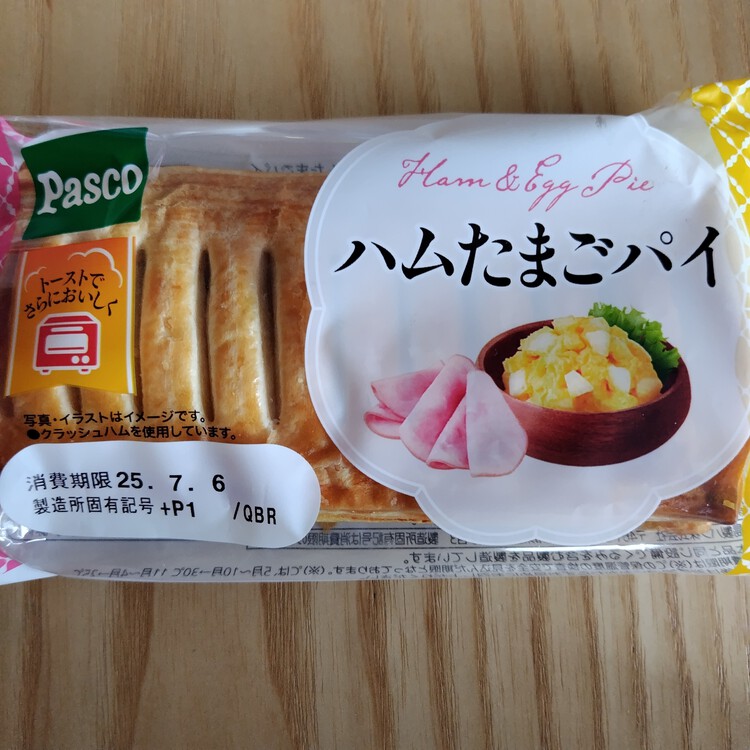 Pasco
トーストで
さらにおいしく
Ham & Egg Pie
ハムたまごパイ
写真・イラストはイメージです。
●クラッシュハムを使用しています。
消費期限 25. 7. 6
製造所固有記号 +P1 /QBR